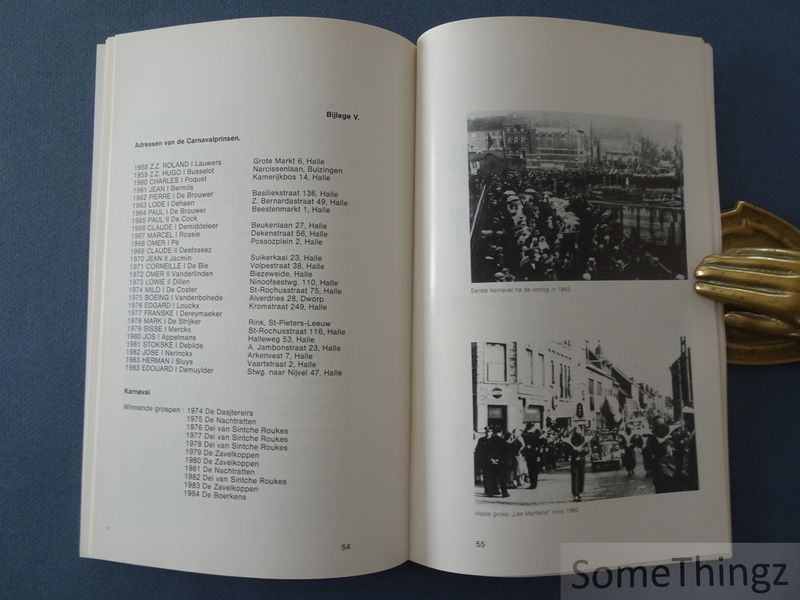 Bijlage V.
Adressen van de Carnavalprinsen.
1958 Z.Z. ROLAND I Lauwers Grote Markt 6, Halle
1959 Z.Z. HUGO I Busselot Narcissenlaan, Buizingen
1960 CHARLES I Poquet Kamerijkbos 14, Halle
1961 JEAN I Bermils
1962 PIERRE I De Brouwer Basiliekstraat 136, Halle
1963 LODE I Dehaen Z. Bernardastraat 49, Halle
1964 PAUL I De Brouwer Beestenmarkt 1, Halle
1965 PAUL II De Cock
1966 CLAUDE I Demiddeleer Beukenlaan 27, Halle
1967 MARCEL I Rossie Dekenstraat 56, Halle
1968 OMER I Pé Possozplein 2, Halle
1969 CLAUDE II Desfossez
1970 JEAN II Jacmin Suikerkaai 23, Halle
1971 CORNEILLE I De Bie Volpestraat 38, Halle
1972 OMER II Vanderlinden Biezeweide, Halle
1973 LOWIE II Dillen Ninoofsestwg. 110, Halle
1974 MILO I De Coster St-Rochusstraat 75, Halle
1975 BOEING I Vandenbohede Alverdries 28, Dworp
1976 EDGARD I Louckx Kromstraat 249, Halle
1977 FRANSKE I Dereymaeker
1978 MARK I De Strijker Rink, St-Pieters-Leeuw
1979 SISSE I Merckx St-Rochusstraat 116, Halle
1980 JOS I Appelmans Halleweg 53, Halle
1981 STOKSKE I Debilde A. Jambonstraat 23, Halle
1982 JOSE I Nerinckx Arkenvest 7, Halle
1983 HERMAN I Sluys Vaartstraat 2, Halle
1983 EDOUARD I Demuylder Stwg. naar Nijvel 47, Halle
Karnaval
Winnende groepen : 1974 De Dasjtereirs
1975 De Nachtratten
1976 Dei van Sintche Roukes
1977 Dei van Sintche Roukes
1978 Dei van Sintche Roukes
1979 De Zavelkoppen
1980 De Zavelkoppen
1981 De Nachtratten
1982 Dei van Sintche Roukes
1983 De Zavelkoppen
1984 De Boerkens
54
Eerste karnaval na de oorlog in 1945
Halse groep „Les Martiens" rond 1960
55
SomeThingz